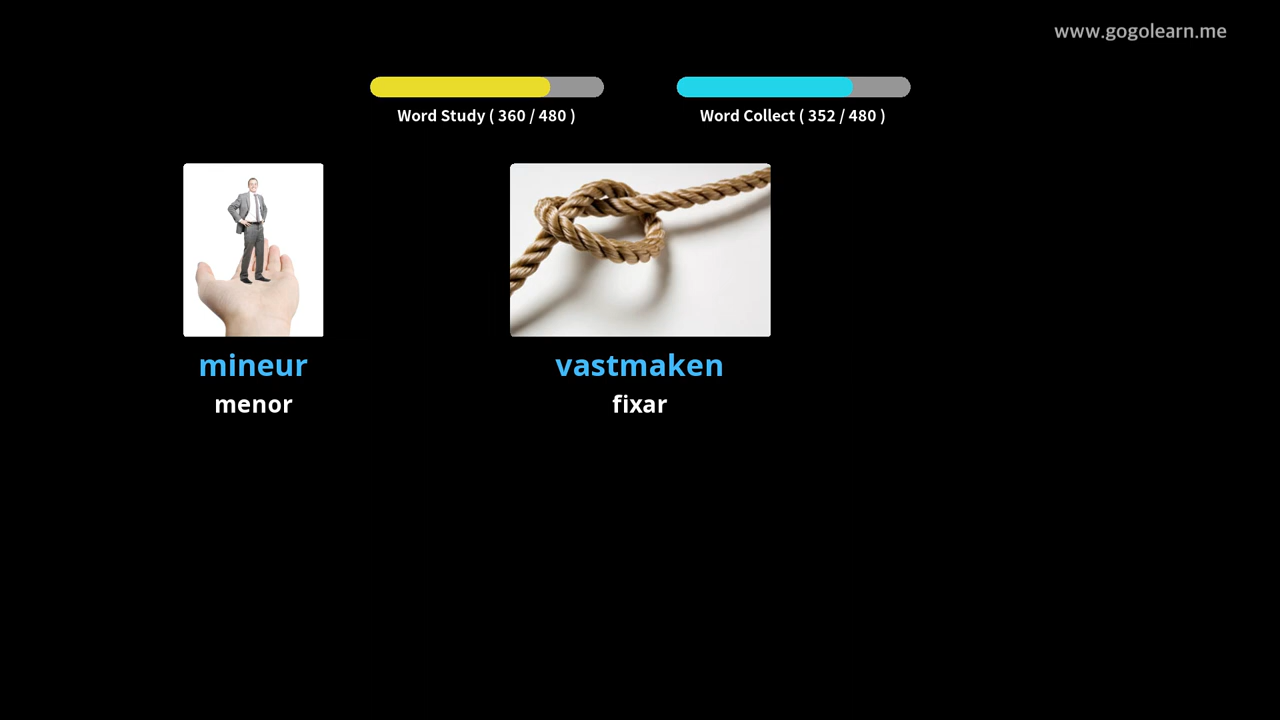 www.gogolearn.me
Word Study ( 360 / 480 )
Word Collect ( 352 / 480 )
mineur
menor
vastmaken
fixar